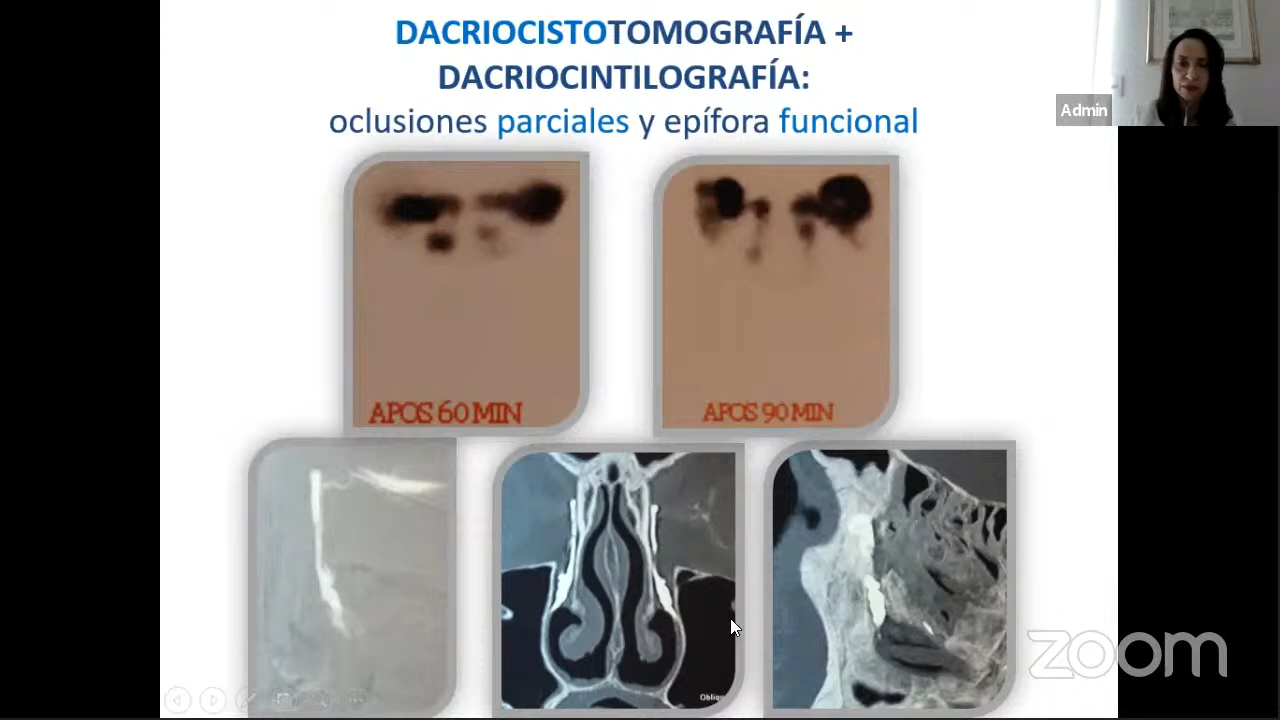 DACRIOCISTOTOMOGRAFÍA +
DACRIOCINTILOGRAFÍA:
oclusiones parciales y epífora funcional
Admin
APOS 60 MIN
APOS 90 MIN
zoom